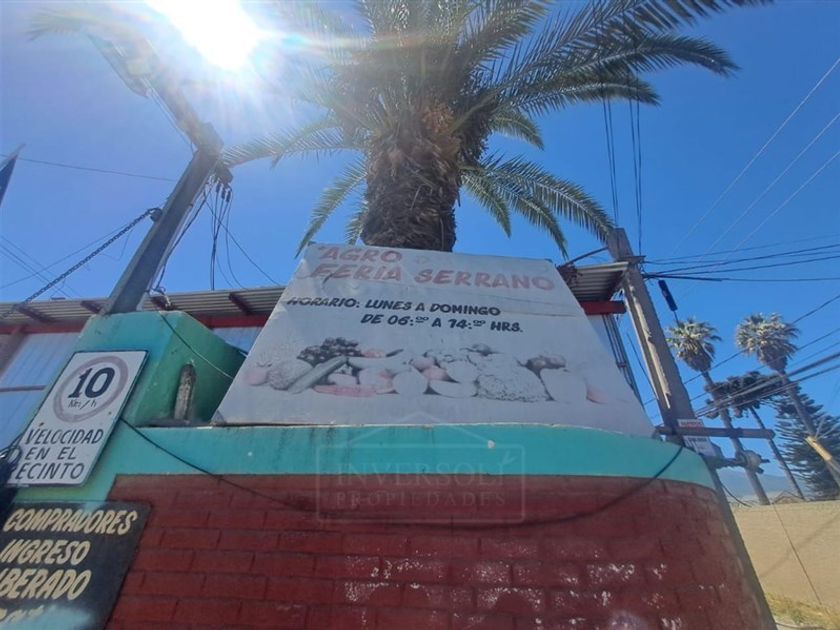 AGRO
FERIA SERRANO
HORARIO: LUNES A DOMINGO
DE 06:00 A 14:00 HRS.
10
Km/h
VELOCIDAD
EN EL
RECINTO
COMPRADORES
INGRESO
LIBERADO
INVERSOL
PROPIEDADES